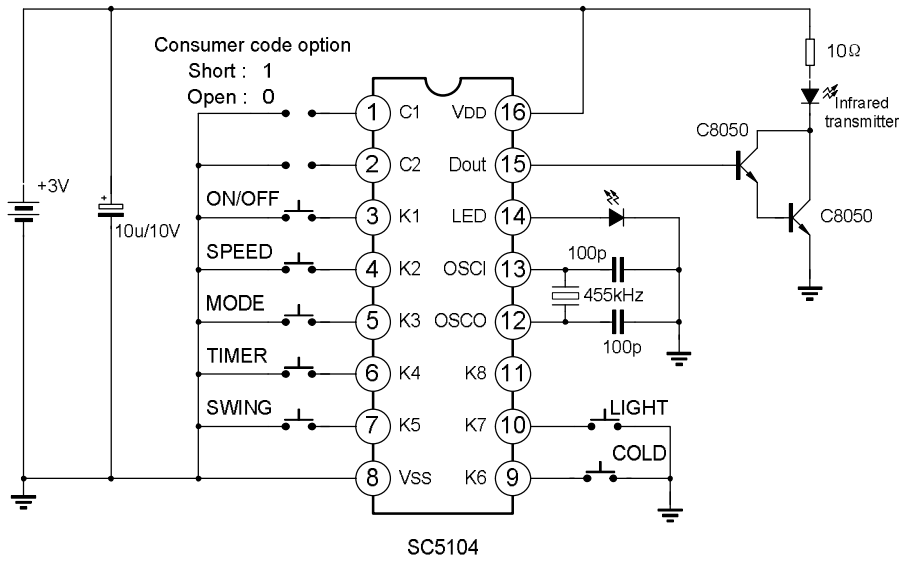 Consumer code option
Short : 1
Open : 0
+3V
+
10u/10V
ON/OFF
SPEED
MODE
TIMER
SWING
1 C1
2 C2
3 K1
4 K2
5 K3
6 K4
7 K5
8 VSS
VDD 16
Dout 15
LED 14
OSCI 13
OSCO 12
K8 11
K7 10
K6 9
100p
455kHz
100p
LIGHT
COLD
10Ω
Infrared
transmitter
C8050
C8050
SC5104